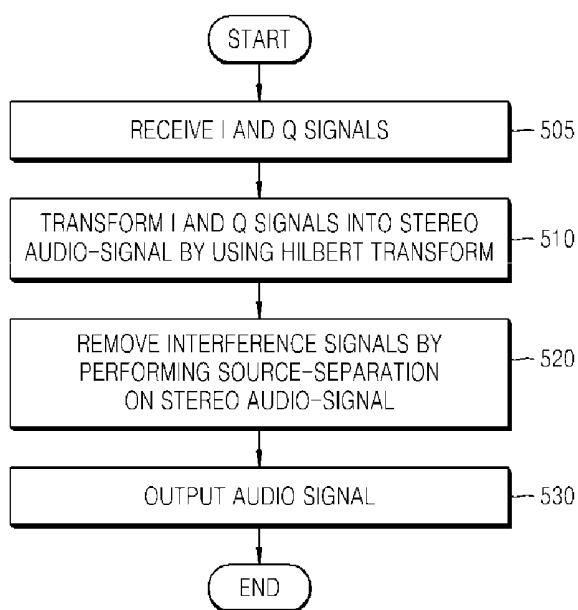 START
RECEIVE I AND Q SIGNALS
505
TRANSFORM I AND Q SIGNALS INTO STEREO
AUDIO-SIGNAL BY USING HILBERT TRANSFORM
510
REMOVE INTERFERENCE SIGNALS BY
PERFORMING SOURCE-SEPARATION
ON STEREO AUDIO-SIGNAL
520
OUTPUT AUDIO SIGNAL
530
END